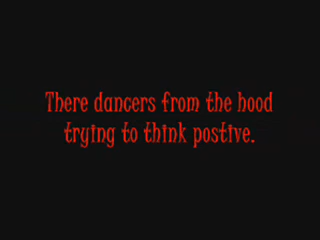 There dancers from the hood
trying to think postive.